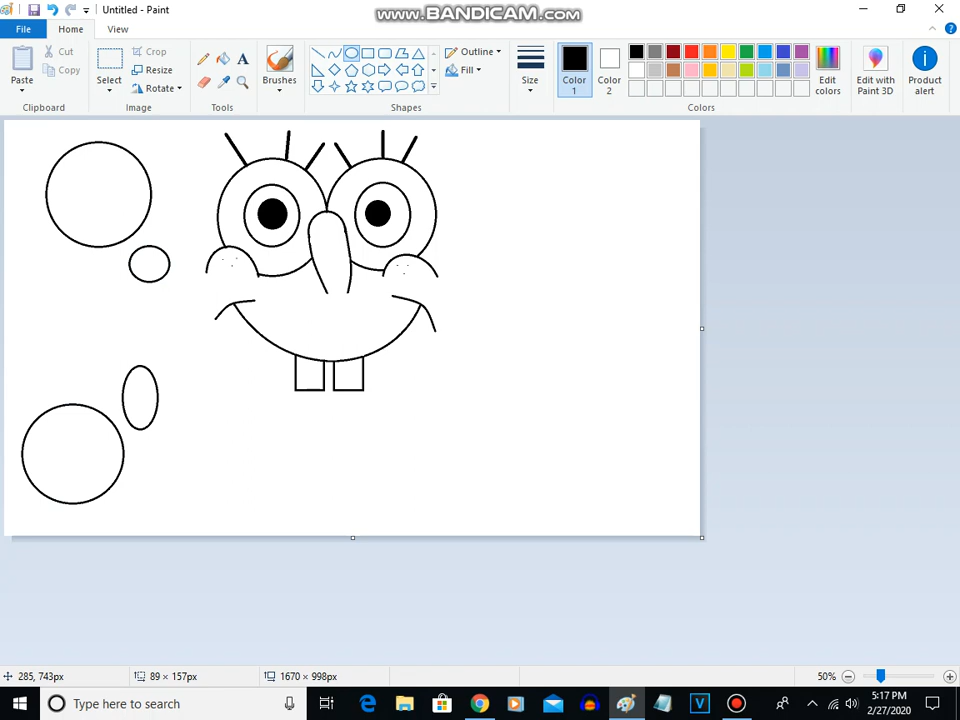 Untitled - Paint
www.BANDICAM.com
File
Home
View
Paste
Cut
Copy
Clipboard
Select
Crop
Resize
Rotate
Image
A
Tools
Brushes
Shapes
Outline
Fill
Size
Color
1
Color
2
Colors
Edit
colors
Edit with
Paint 3D
Product
alert
285, 743px
89 × 157px
1670 × 998px
50%
Type here to search
V
5:17 PM
2/27/2020